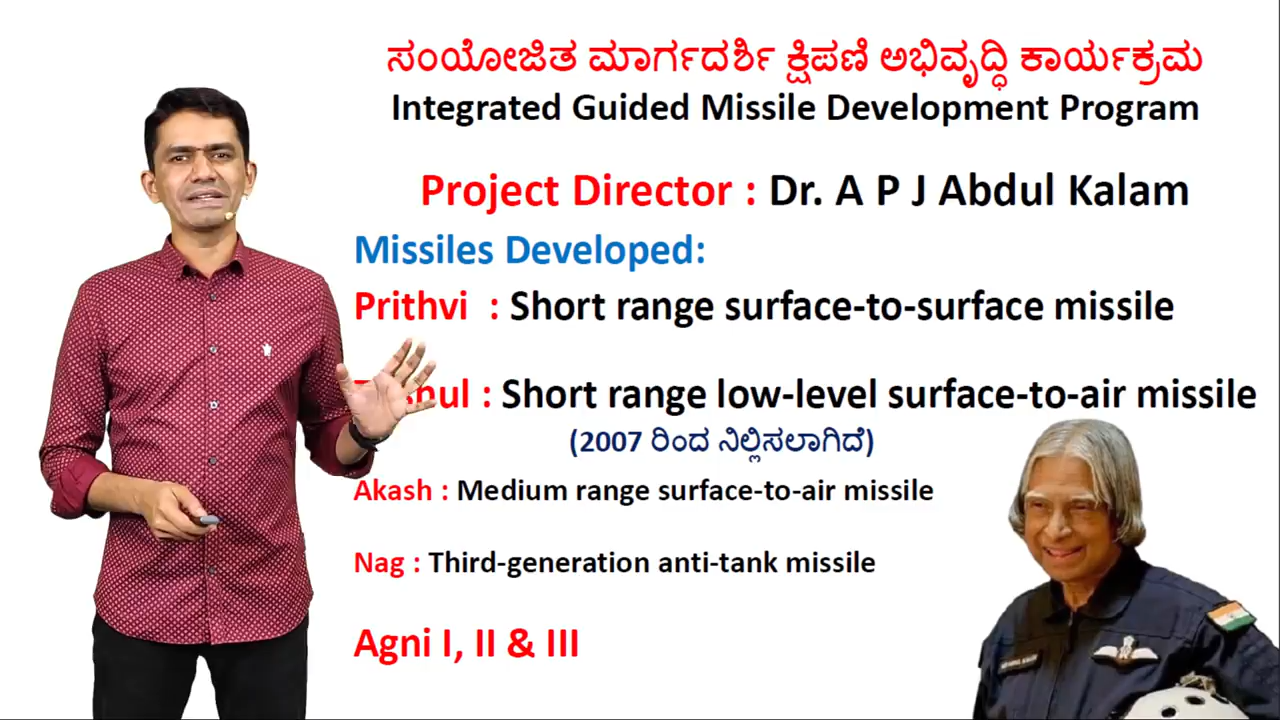 ಸಂಯೋಜಿತ ಮಾರ್ಗದರ್ಶಿ ಕ್ಷಿಪಣಿ ಅಭಿವೃದ್ಧಿ ಕಾರ್ಯಕ್ರಮ
Integrated Guided Missile Development Program
Project Director : Dr. A P J Abdul Kalam
Missiles Developed:
Prithvi : Short range surface-to-surface missile
: Short range low-level surface-to-air missile
(2007 ರಿಂದ ನಿಲ್ಲಿಸಲಾಗಿದೆ)
Akash : Medium range surface-to-air missile
Nag : Third-generation anti-tank missile
Agni I, II & III